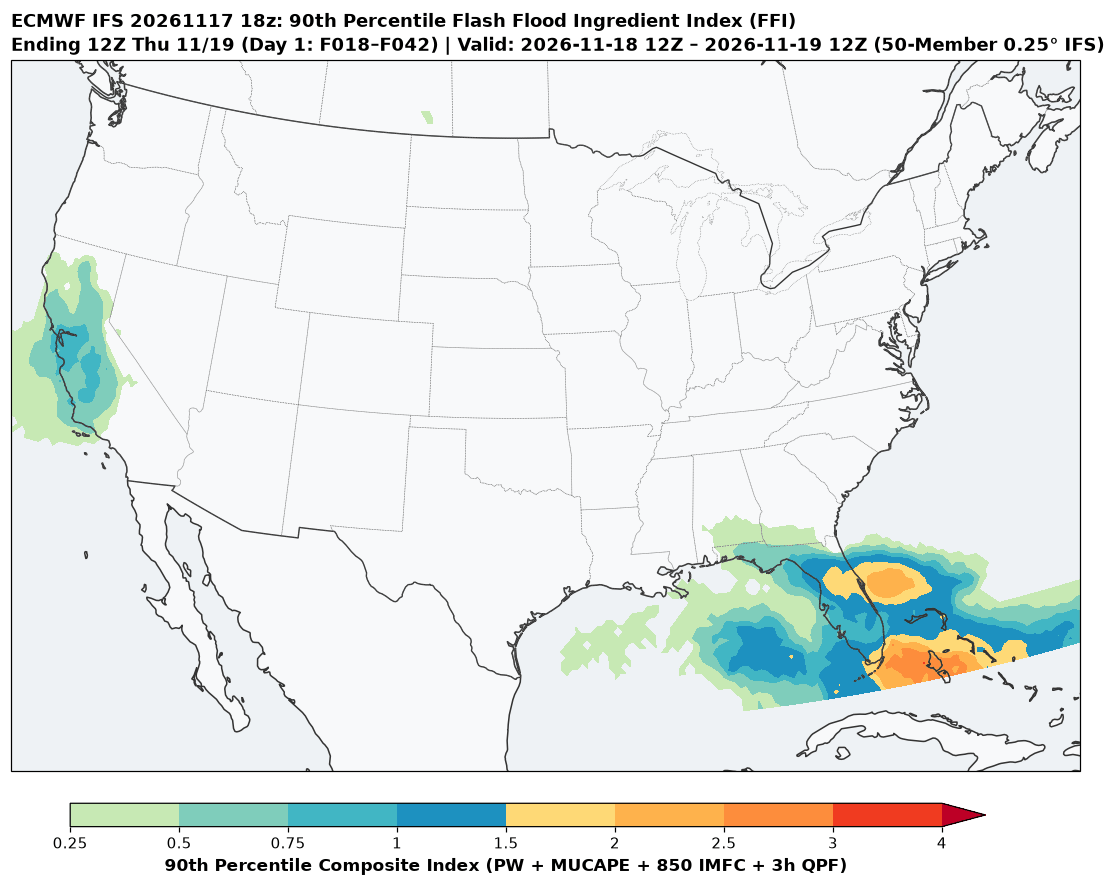 ECMWF IFS 20261117 18z: 90th Percentile Flash Flood Ingredient Index (FFI)
Ending 12Z Thu 11/19 (Day 1: F018–F042) | Valid: 2026-11-18 12Z – 2026-11-19 12Z (50-Member 0.25° IFS)
0.25 0.5 0.75 1 1.5 2 2.5 3 4
90th Percentile Composite Index (PW + MUCAPE + 850 IMFC + 3h QPF)